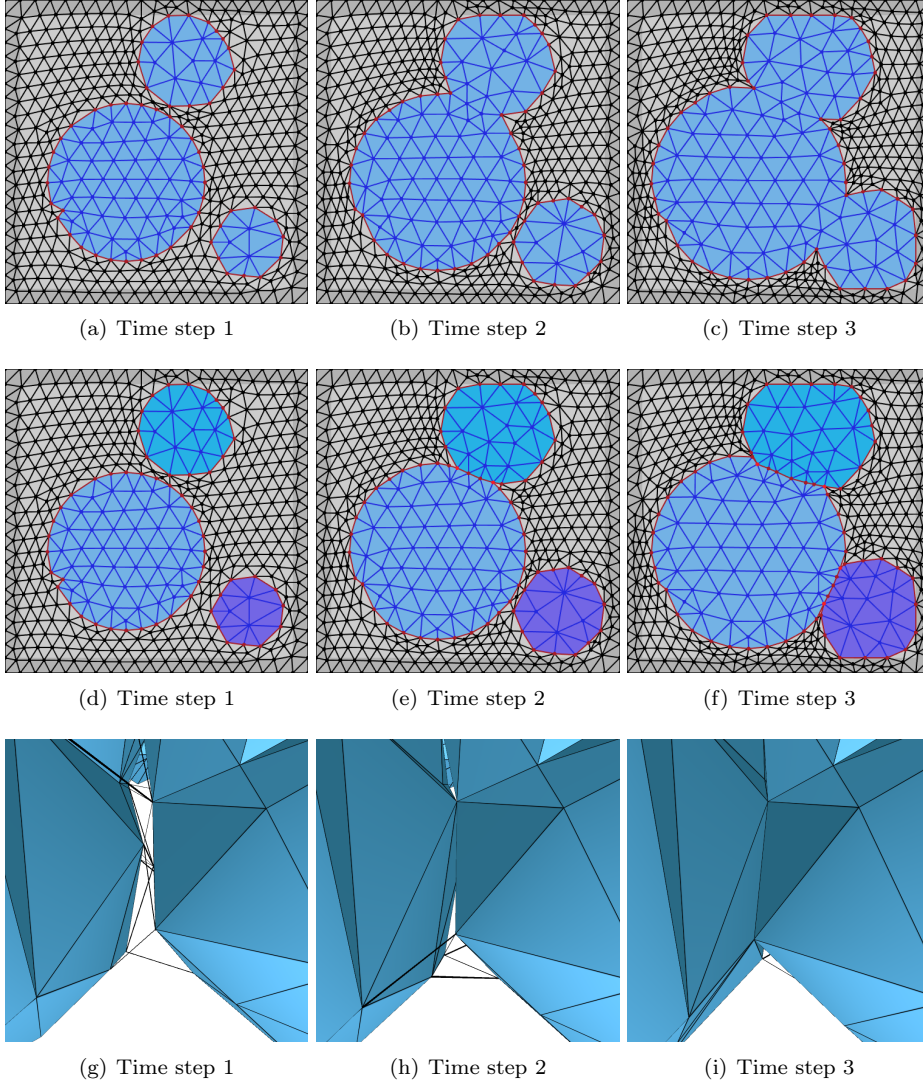 (a) Time step 1
(b) Time step 2
(c) Time step 3
(d) Time step 1
(e) Time step 2
(f) Time step 3
(g) Time step 1
(h) Time step 2
(i) Time step 3